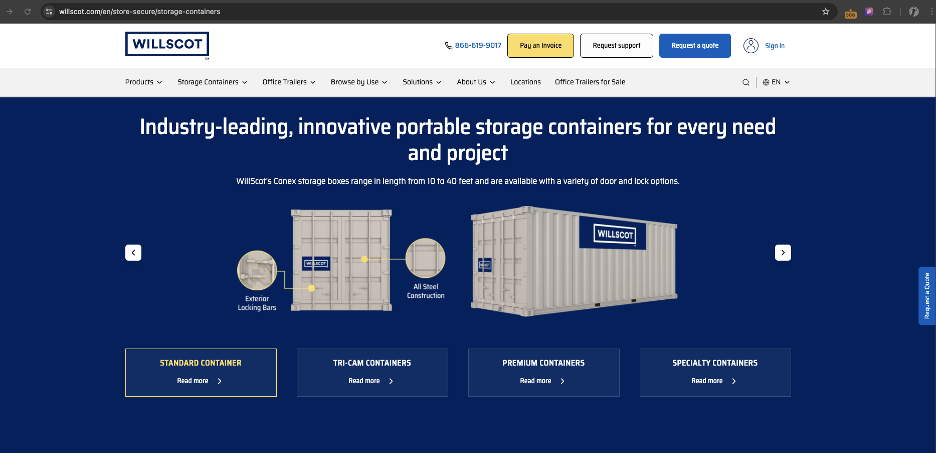 willscot.com/en/store-secure/storage-containers
WILLSCOT
866-619-9017
Pay an Invoice
Request support
Request a quote
Sign In
Products
Storage Containers
Office Trailers
Browse by Use
Solutions
About Us
Locations
Office Trailers for Sale
EN
Industry-leading, innovative portable storage containers for every need
and project
WillScot's Conex storage boxes range in length from 10 to 40 feet and are available with a variety of door and lock options.
WILLSCOT
WILLSCOT
Exterior
Locking Bars
All Steel
Construction
Request a Quote
STANDARD CONTAINER
Read more
TRI-CAM CONTAINERS
Read more
PREMIUM CONTAINERS
Read more
SPECIALTY CONTAINERS
Read more